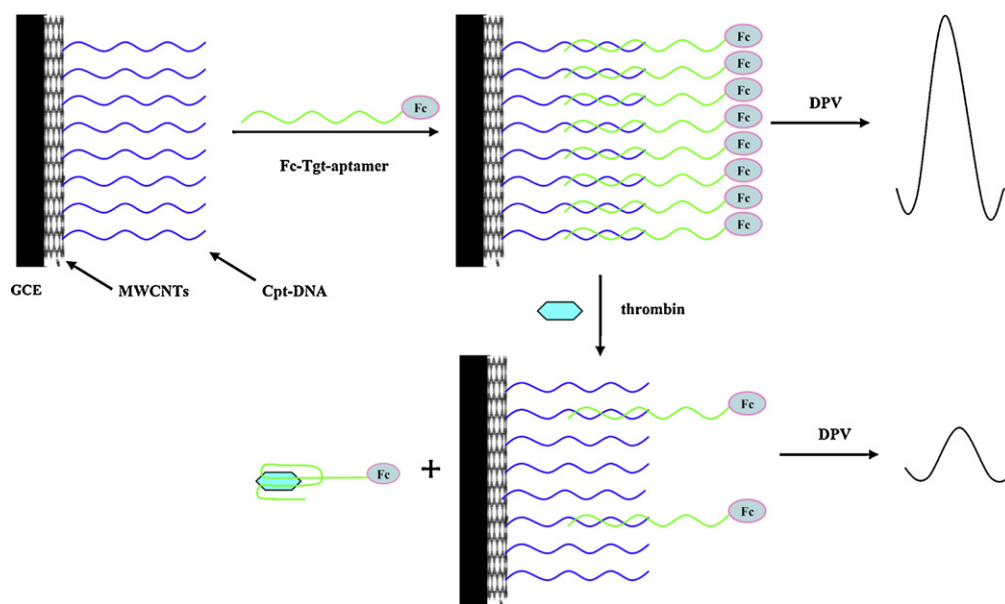 Fc
Fc
Fc
Fc
DPV
Fc
Fc-Tgt-aptamer
Fc
Fc
Fc
Fc
GCE
MWCNTs
Cpt-DNA
thrombin
Fc
DPV
Fc
+
Fc